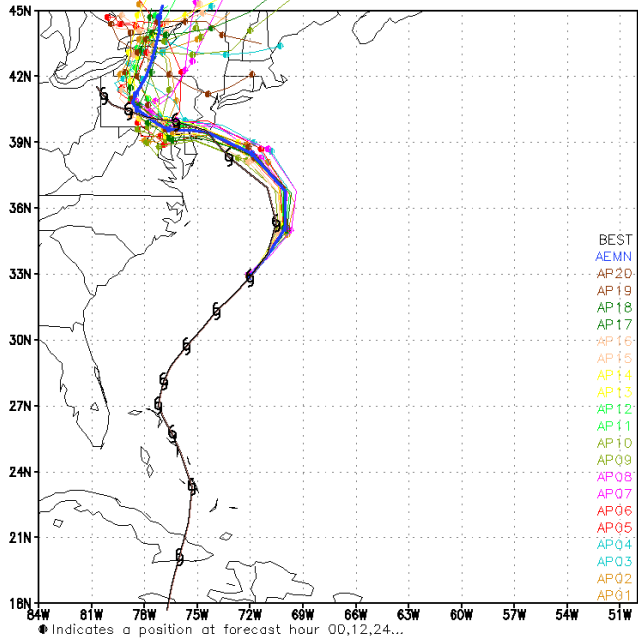 45N
42N
39N
36N
33N
30N
27N
24N
21N
18N
84W 81W 78W 75W 72W 69W 66W 63W 60W 57W 54W 51W
BEST
AEMN
AP20
AP19
AP18
AP17
AP16
AP15
AP14
AP13
AP12
AP11
AP10
AP09
AP08
AP07
AP06
AP05
AP04
AP03
AP02
AP01
Indicates a position at forecast hour 00,12,24...